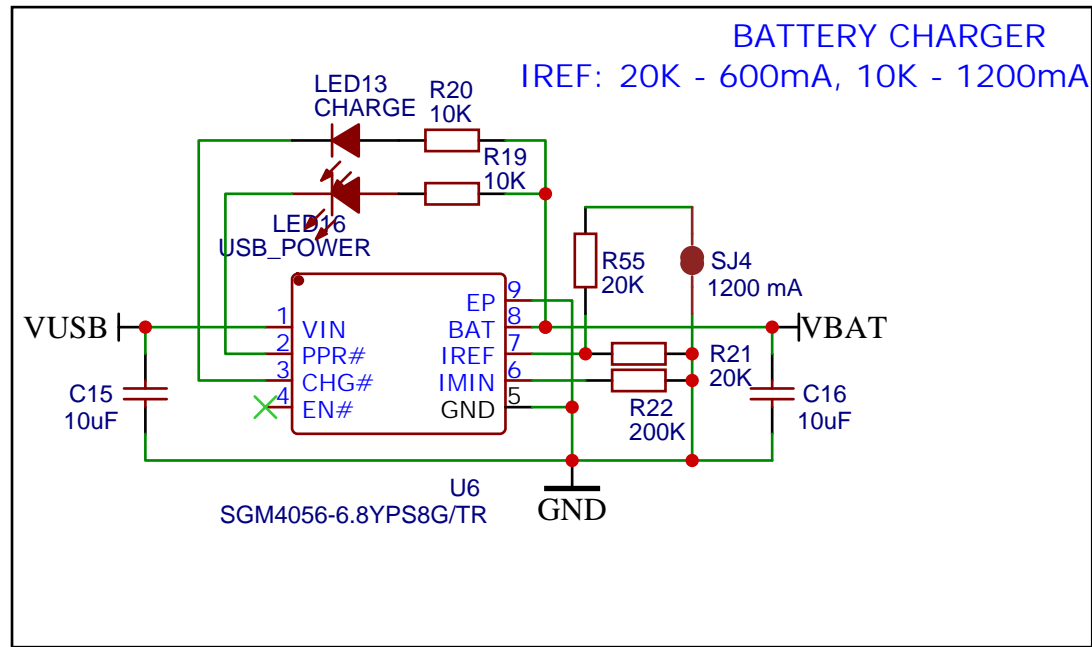 BATTERY CHARGER
IREF: 20K - 600mA, 10K - 1200mA
LED13
CHARGE
R20
10K
R19
10K
LED16
USB_POWER
R55
20K
SJ4
1200 mA
VUSB
1
VIN
2
PPR#
3
CHG#
4
EN#
EP
9
BAT
8
IREF
7
IMIN
6
GND
5
VBAT
R21
20K
R22
200K
C15
10uF
C16
10uF
U6
SGM4056-6.8YPS8G/TR
GND